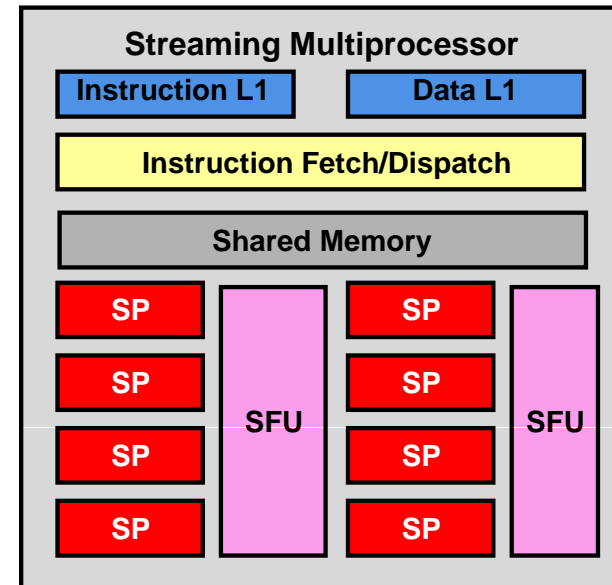 Streaming Multiprocessor
Instruction L1
Data L1
Instruction Fetch/Dispatch
Shared Memory
SP
SP
SP
SP
SFU
SP
SP
SP
SP
SFU